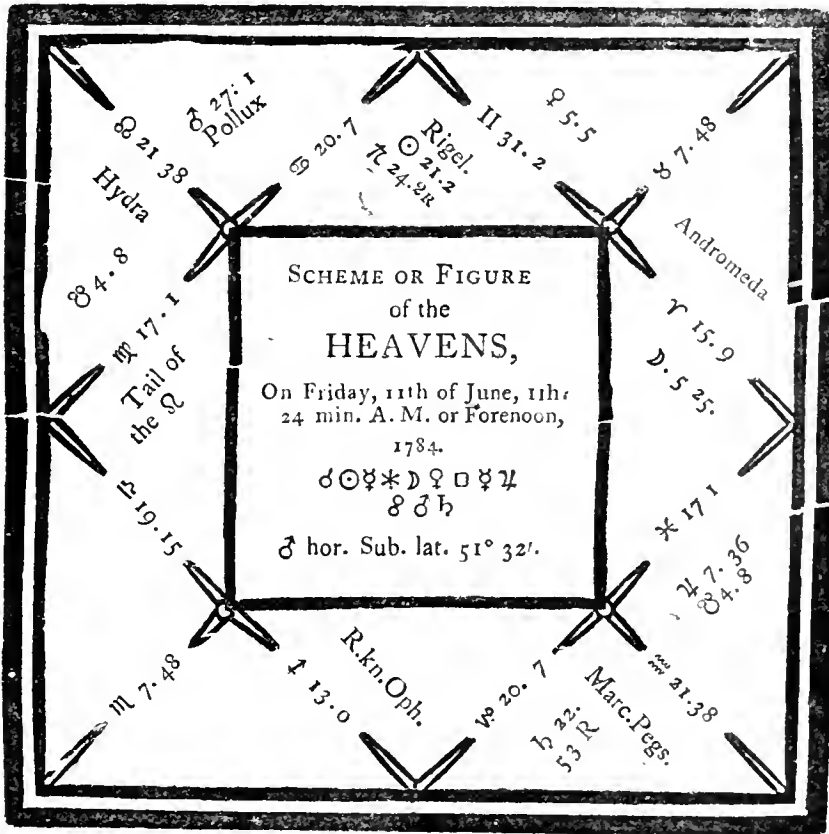 SCHEME OR FIGURE
of the
HEAVENS,
On Friday, 11th of June, 11h.
24 min. A. M. or Forenoon,
1784.
☌☉☿✶☽♀□☿♃
☍♂♄
♂ hor. Sub. lat. 51° 32′.
♊ 31. 2
♀ 5. 5
♉ 7. 48
Andromeda
♈ 15. 9
☽. 5 25.
♓ 17 1
♃ 7. 36
☋ 4. 8
♒ 21.38
Marc.Pegs.
♄ 22.
53 R
♑ 20. 7
R.kn.Oph.
♐ 13. 0
♏ 7. 48
♎ 19. 15
Tail of
the ♌
♍ 17. 1
☋ 4. 8
Hydra
☊ 21 38
♂ 27: 1
Pollux
♋ 20. 7
Rigel.
☉ 21.2
24.2R